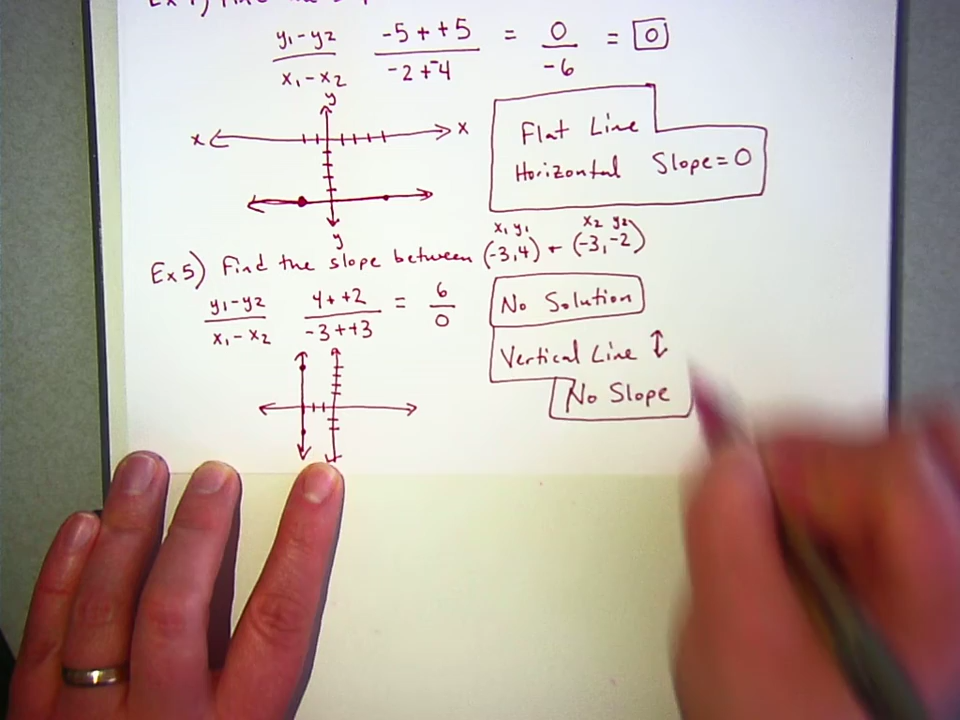 y₁-y₂ -5++5 = 0 = 0
x₁-x₂ -2+-4 -6
y
x x
y
Flat Line
Horizontal Slope=0
x₁ y₁ x₂ y₂
Ex 5) Find the slope between (-3,4) + (-3,-2)
y₁-y₂ 4++2 = 6
x₁-x₂ -3++3 0
No Solution
Vertical Line ↕
No Slope